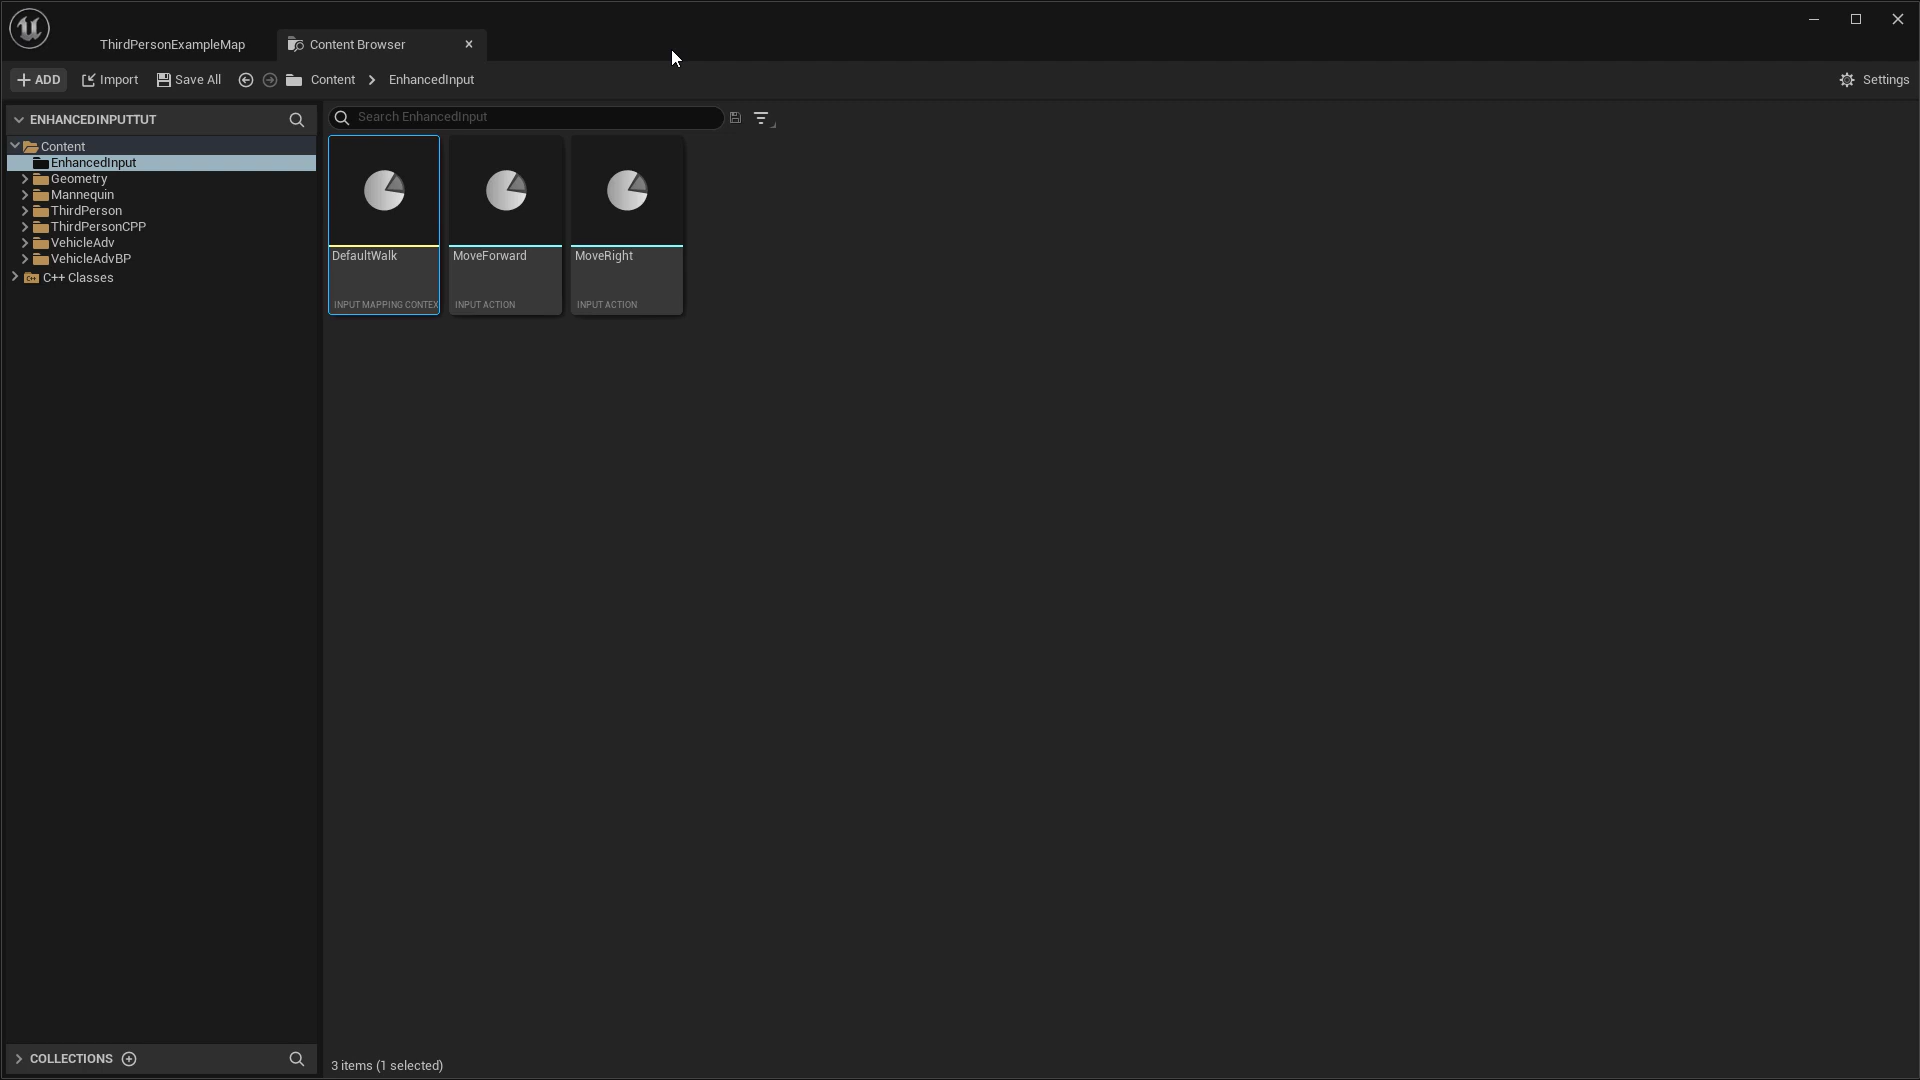 ThirdPersonExampleMap
Content Browser
ADD
Import
Save All
Content
EnhancedInput
Settings
ENHANCEDINPUTTUT
Search EnhancedInput
Content
EnhancedInput
Geometry
Mannequin
ThirdPerson
ThirdPersonCPP
VehicleAdv
VehicleAdvBP
C++ Classes
DefaultWalk
INPUT MAPPING CONTEX
MoveForward
INPUT ACTION
MoveRight
INPUT ACTION
COLLECTIONS
3 items (1 selected)